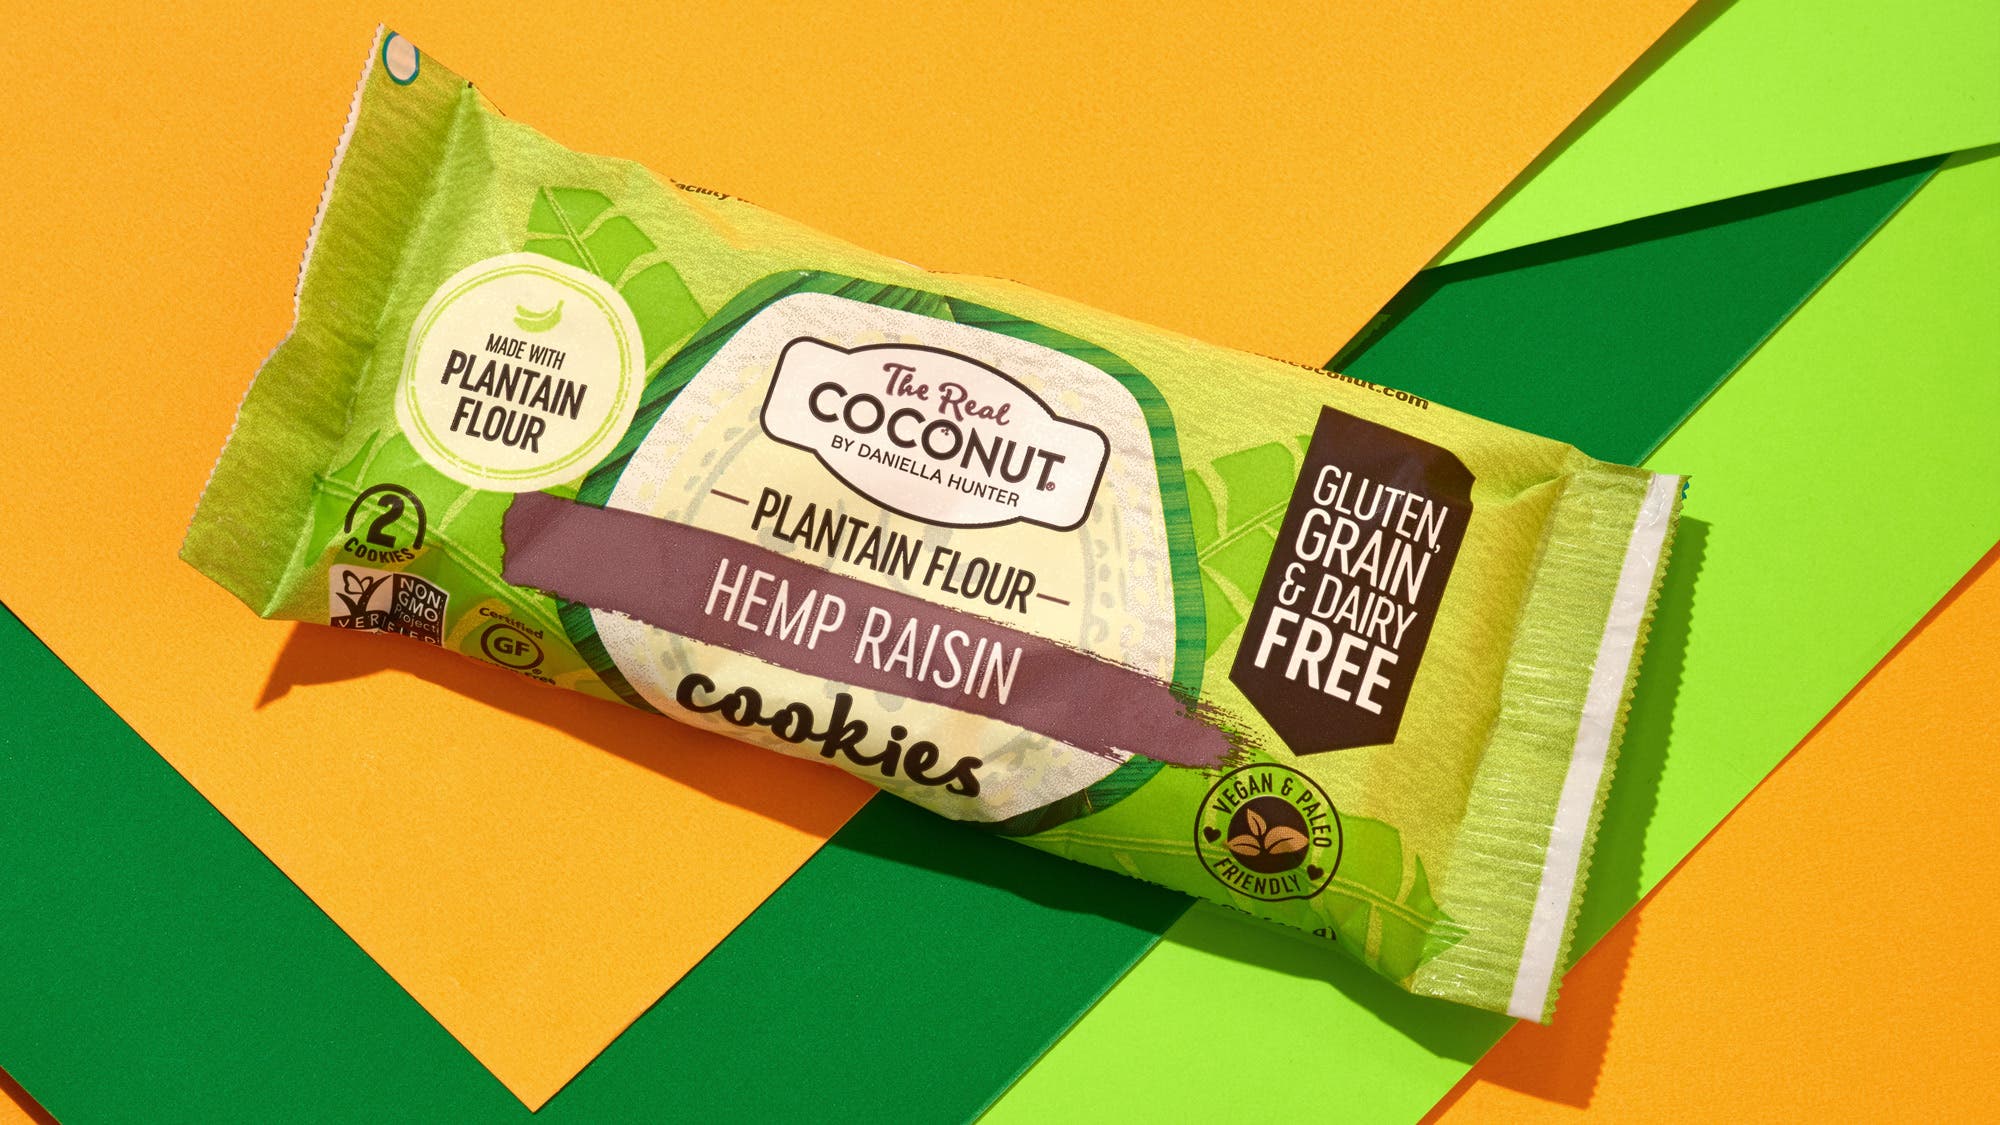 MADE WITH
PLANTAIN
FLOUR
2
COOKIES
NON
GMO
Project
VERIFIED
Certified
GF
The Real
COCONUT®
BY DANIELLA HUNTER
PLANTAIN FLOUR
HEMP RAISIN
cookies
GLUTEN,
GRAIN
& DAIRY
FREE
VEGAN & PALEO
FRIENDLY